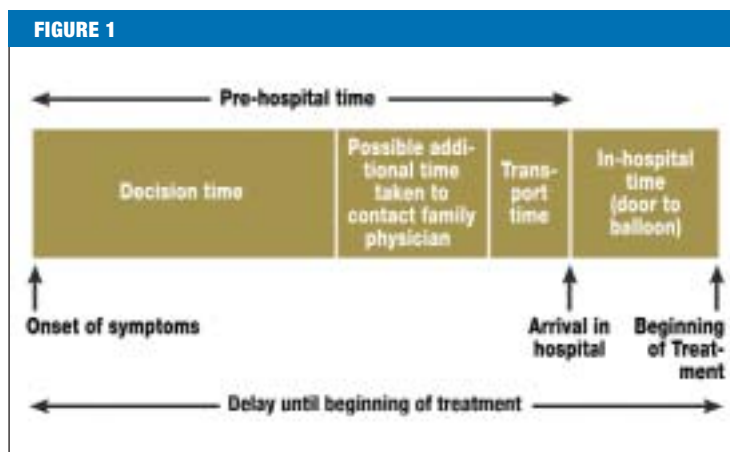 FIGURE 1
Pre-hospital time
Decision time
Possible addi-
tional time
taken to
contact family
physician
Trans-
port
time
In-hospital
time
(door to
balloon)
Onset of symptoms
Arrival in
hospital
Beginning
of Treat-
ment
Delay until beginning of treatment